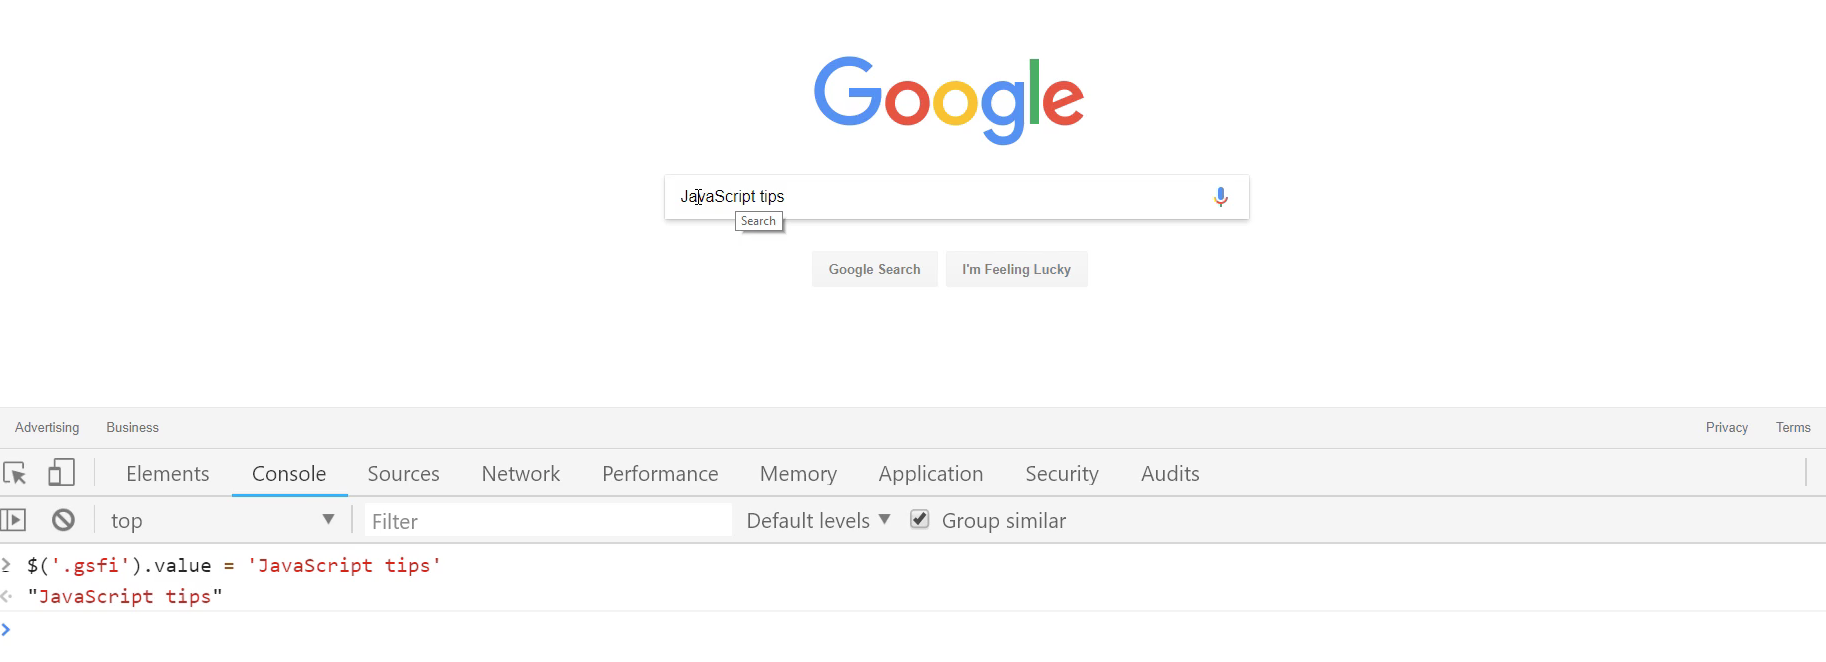 Google
JavaScript tips
Search
Google Search I'm Feeling Lucky
Advertising Business Privacy Terms
Elements Console Sources Network Performance Memory Application Security Audits
top Filter Default levels Group similar
$('.gsfi').value = 'JavaScript tips'
"JavaScript tips"